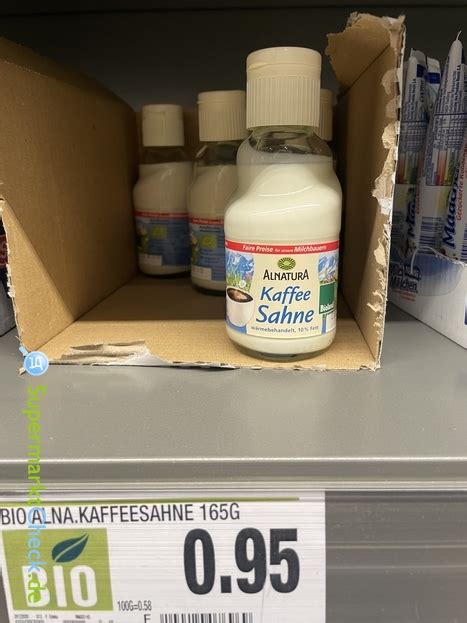 Faire Preise für unsere Milchbauern
ALNATURA
Kaffee
Sahne
wärmebehandelt, 10% Fett
SupermarktCheck.de
BIO ALNA.KAFFEESAHNE 165G
BIO
0.95
100G=0.58